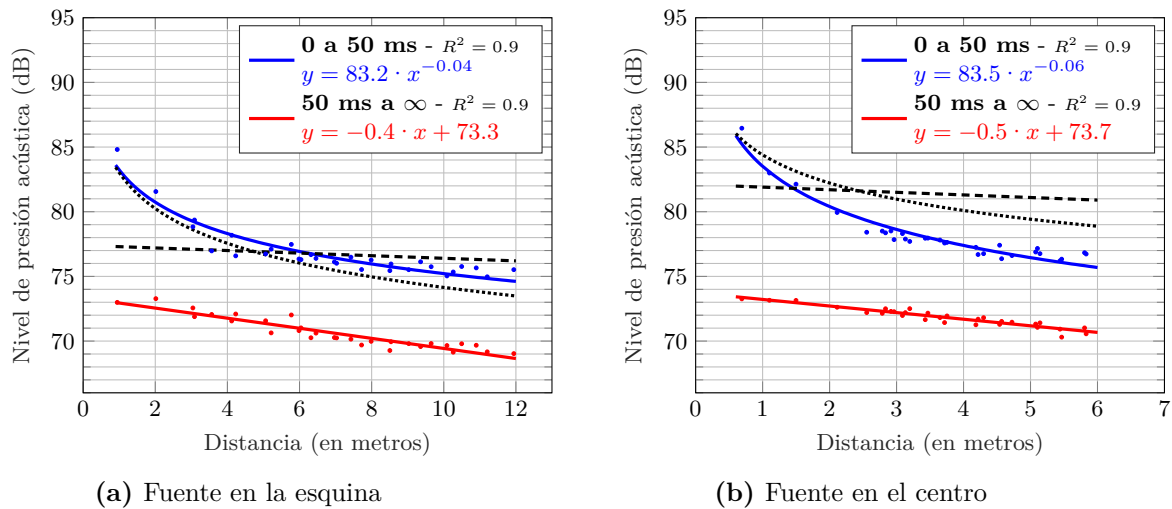 95
90
85
80
75
70
0 2 4 6 8 10 12
Nivel de presión acústica (dB)
Distancia (en metros)
0 a 50 ms - R² = 0.9
y = 83.2 · x^{-0.04}
50 ms a ∞ - R² = 0.9
y = −0.4 · x + 73.3
(a) Fuente en la esquina
95
90
85
80
75
70
0 1 2 3 4 5 6 7
Nivel de presión acústica (dB)
Distancia (en metros)
0 a 50 ms - R² = 0.9
y = 83.5 · x^{-0.06}
50 ms a ∞ - R² = 0.9
y = −0.5 · x + 73.7
(b) Fuente en el centro